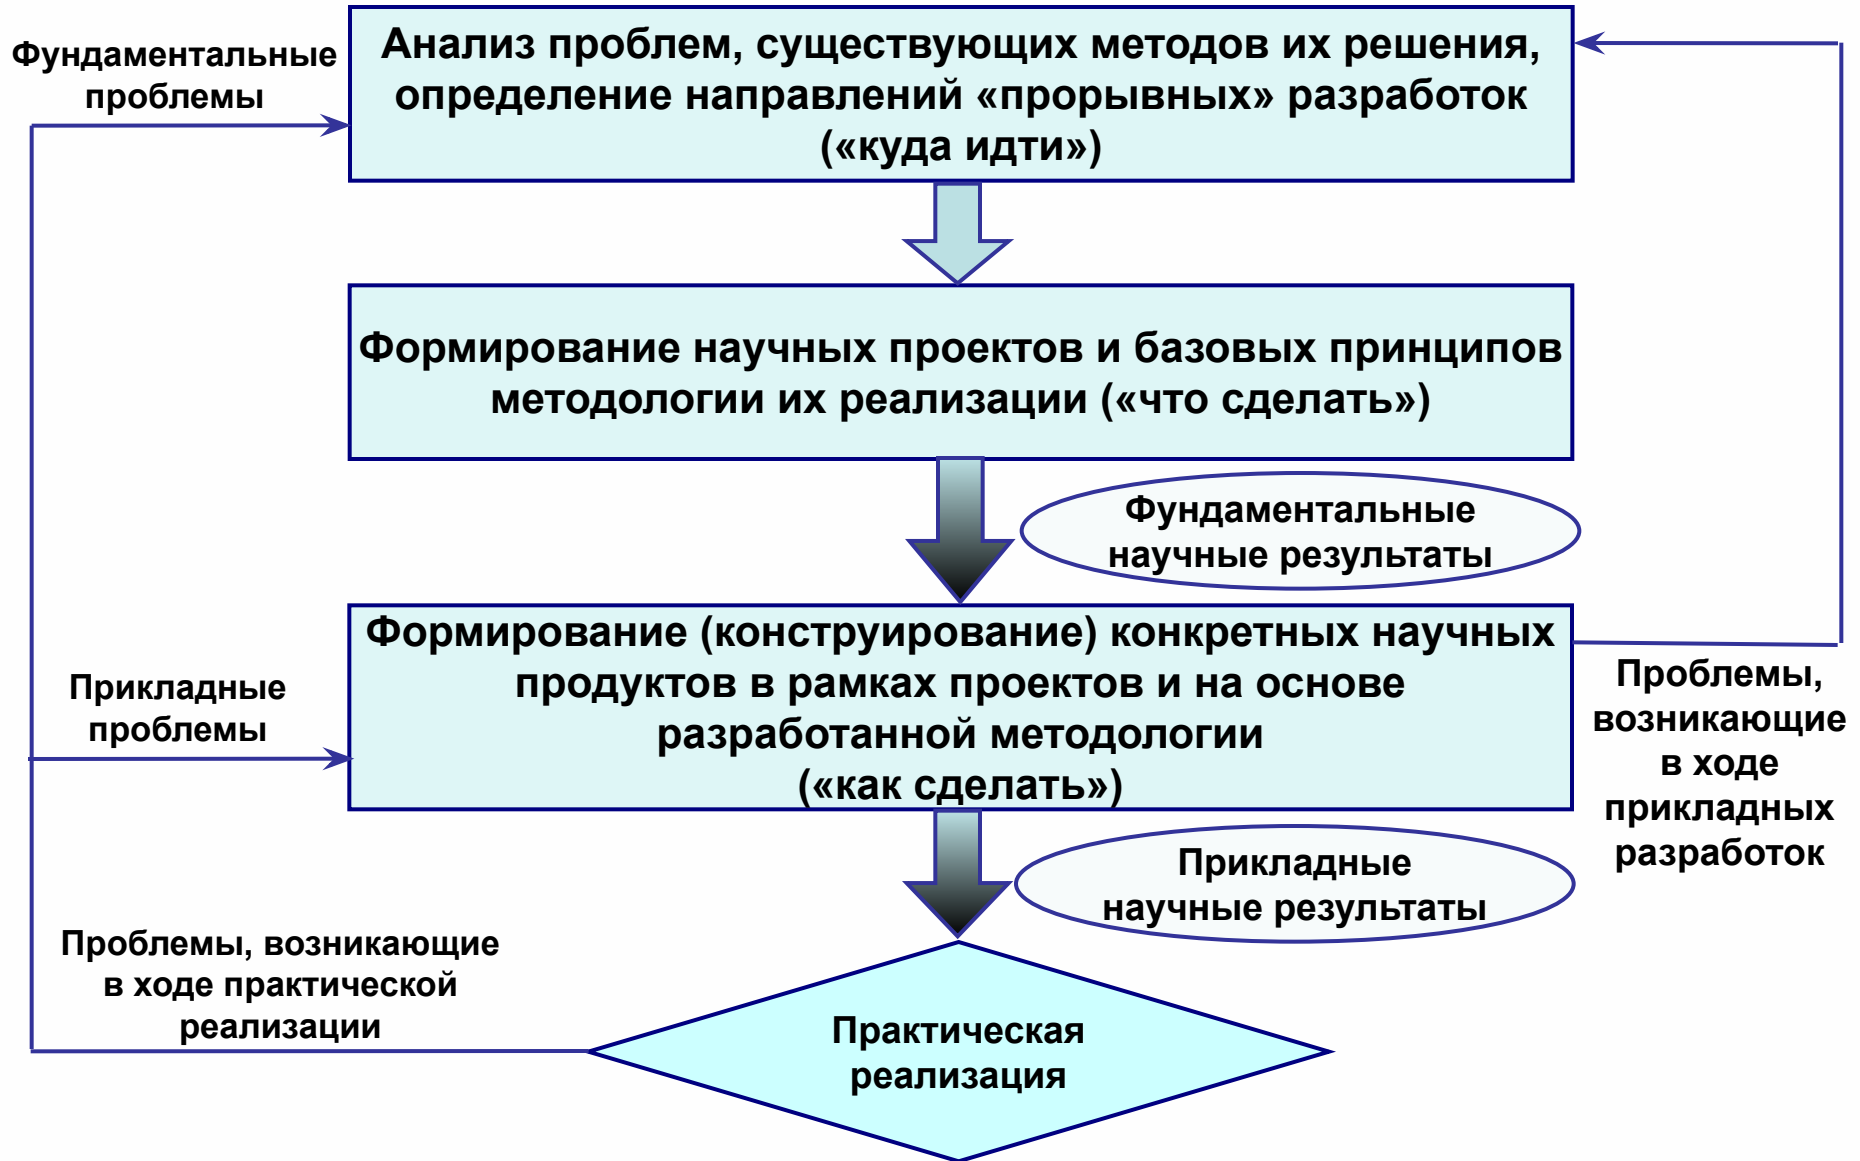 Фундаментальные
проблемы
Анализ проблем, существующих методов их решения,
определение направлений «прорывных» разработок
(«куда идти»)
Формирование научных проектов и базовых принципов
методологии их реализации («что сделать»)
Фундаментальные
научные результаты
Формирование (конструирование) конкретных научных
продуктов в рамках проектов и на основе
разработанной методологии
(«как сделать»)
Прикладные
проблемы
Проблемы,
возникающие
в ходе
прикладных
разработок
Прикладные
научные результаты
Проблемы, возникающие
в ходе практической
реализации
Практическая
реализация